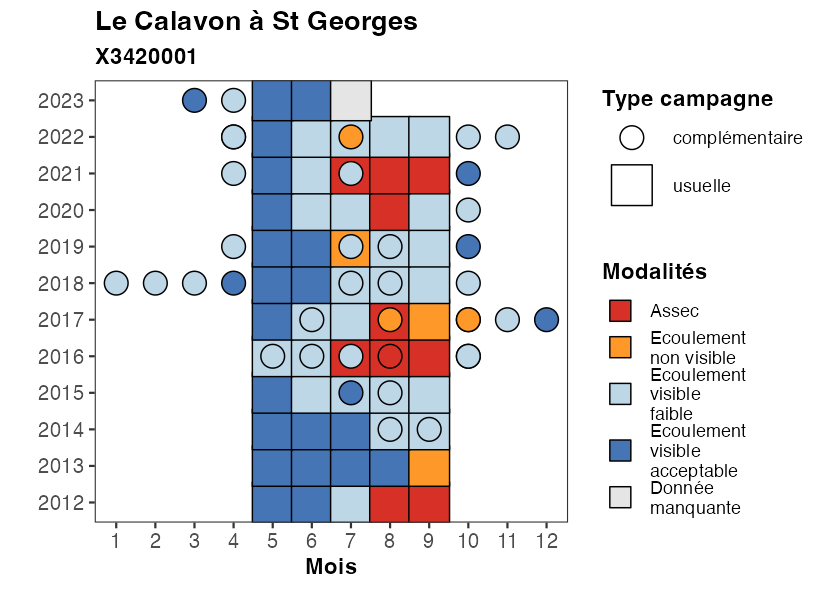 Le Calavon à St Georges
X3420001
2023
2022
2021
2020
2019
2018
2017
2016
2015
2014
2013
2012
1 2 3 4 5 6 7 8 9 10 11 12
Mois
Type campagne
complémentaire
usuelle
Modalités
Assec
Ecoulement
non visible
Ecoulement
visible
faible
Ecoulement
visible
acceptable
Donnée
manquante